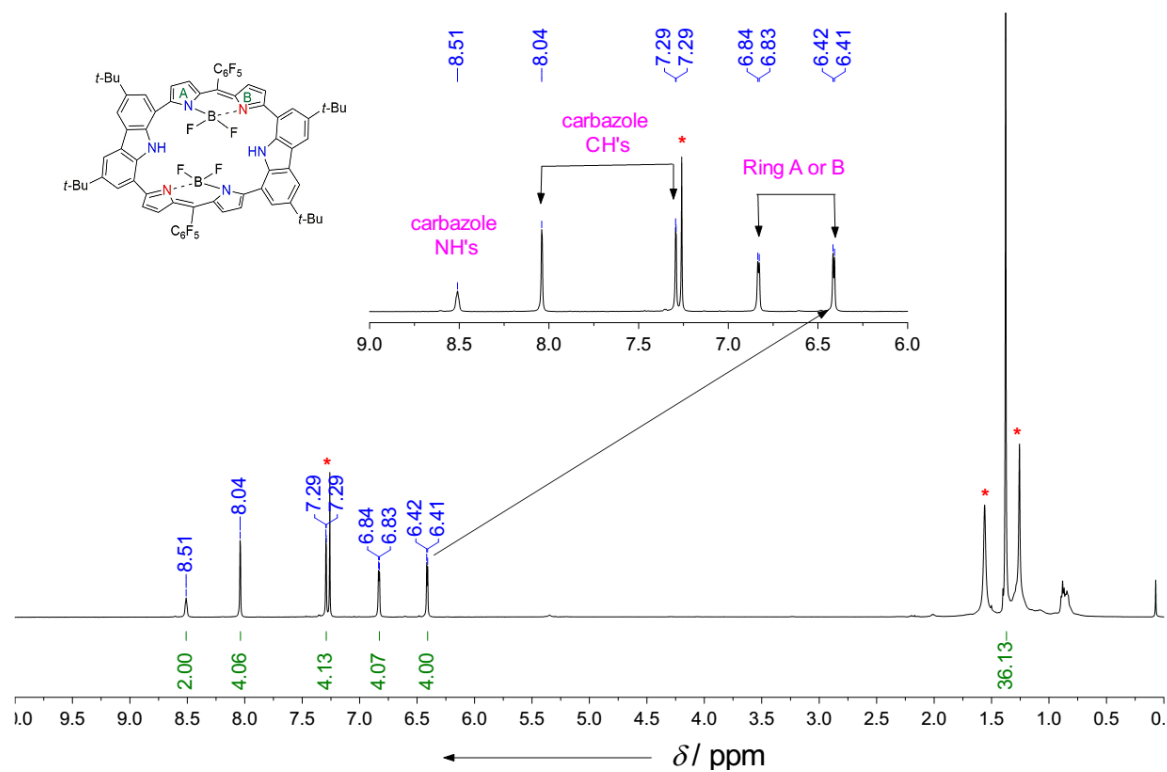 8.51
8.04
7.29
7.29
6.84
6.83
6.42
6.41
C6F5
t-Bu
A
B
N
N
B
F
F
t-Bu
NH
HN
F
F
N
B
N
t-Bu
t-Bu
C6F5
carbazole
CH's
*
Ring A or B
carbazole
NH's
9.0 8.5 8.0 7.5 7.0 6.5 6.0
8.51
8.04
*
7.29
7.29
6.84
6.83
6.42
6.41
*
*
2.00
4.06
4.13
4.07
4.00
36.13
0.0 9.5 9.0 8.5 8.0 7.5 7.0 6.5 6.0 5.5 5.0 4.5 4.0 3.5 3.0 2.5 2.0 1.5 1.0 0.5 0.
δ / ppm